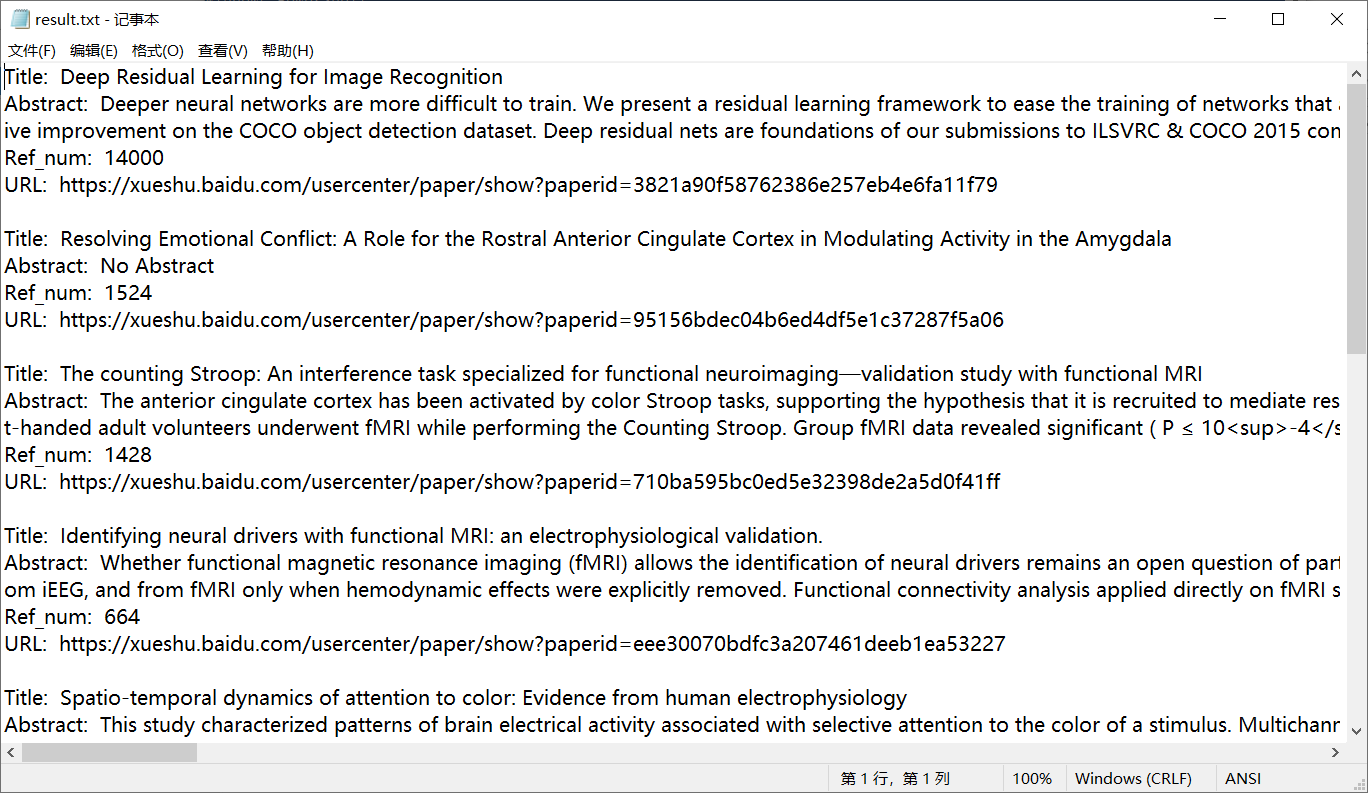 result.txt - 记事本
文件(F) 编辑(E) 格式(O) 查看(V) 帮助(H)
Title:  Deep Residual Learning for Image Recognition
Abstract:  Deeper neural networks are more difficult to train. We present a residual learning framework to ease the training of networks that
ive improvement on the COCO object detection dataset. Deep residual nets are foundations of our submissions to ILSVRC & COCO 2015
Ref_num:  14000
URL:  https://xueshu.baidu.com/usercenter/paper/show?paperid=3821a90f58762386e257eb4e6fa11f79
Title:  Resolving Emotional Conflict: A Role for the Rostral Anterior Cingulate Cortex in Modulating Activity in the Amygdala
Abstract:  No Abstract
Ref_num:  1524
URL:  https://xueshu.baidu.com/usercenter/paper/show?paperid=95156bdec04b6ed4df5e1c37287f5a06
Title:  The counting Stroop: An interference task specialized for functional neuroimaging—validation study with functional MRI
Abstract:  The anterior cingulate cortex has been activated by color Stroop tasks, supporting the hypothesis that it is recruited to mediate res
t-handed adult volunteers underwent fMRI while performing the Counting Stroop. Group fMRI data revealed significant ( P ≤ 10<sup>-4</s
Ref_num:  1428
URL:  https://xueshu.baidu.com/usercenter/paper/show?paperid=710ba595bc0ed5e32398de2a5d0f41ff
Title:  Identifying neural drivers with functional MRI: an electrophysiological validation.
Abstract:  Whether functional magnetic resonance imaging (fMRI) allows the identification of neural drivers remains an open question of part
om iEEG, and from fMRI only when hemodynamic effects were explicitly removed. Functional connectivity analysis applied directly on fMRI s
Ref_num:  664
URL:  https://xueshu.baidu.com/usercenter/paper/show?paperid=eee30070bdfc3a207461deeb1ea53227
Title:  Spatio-temporal dynamics of attention to color: Evidence from human electrophysiology
Abstract:  This study characterized patterns of brain electrical activity associated with selective attention to the color of a stimulus. Multichann
第 1 行，第 1 列 100% Windows (CRLF) ANSI